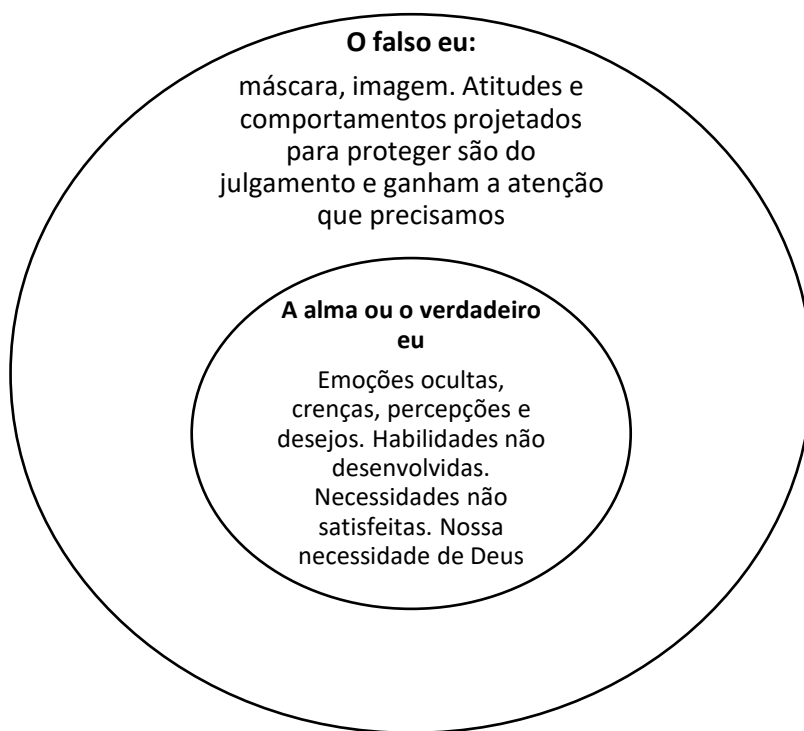 O falso eu:
máscara, imagem. Atitudes e
comportamentos projetados
para proteger são do
julgamento e ganham a atenção
que precisamos
A alma ou o verdadeiro
eu
Emoções ocultas,
crenças, percepções e
desejos. Habilidades não
desenvolvidas.
Necessidades não
satisfeitas. Nossa
necessidade de Deus